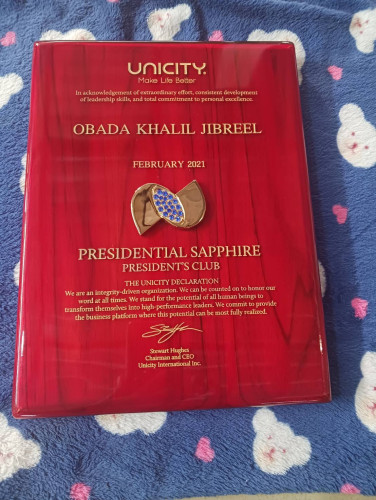 UNICITY.
Make Life Better
In acknowledgement of extraordinary effort, consistent development
of leadership skills, and total commitment to personal excellence.
OBADA KHALIL JIBREEL
FEBRUARY 2021
PRESIDENTIAL SAPPHIRE
PRESIDENT'S CLUB
THE UNICITY DECLARATION
We are an integrity-driven organization. We can be counted on to honor our
word at all times. We stand for the potential of all human beings to
transform themselves into high-performance leaders. We commit to provide
the business platform where this potential can be most fully realized.
Stewart Hughes
Chairman and CEO
Unicity International Inc.